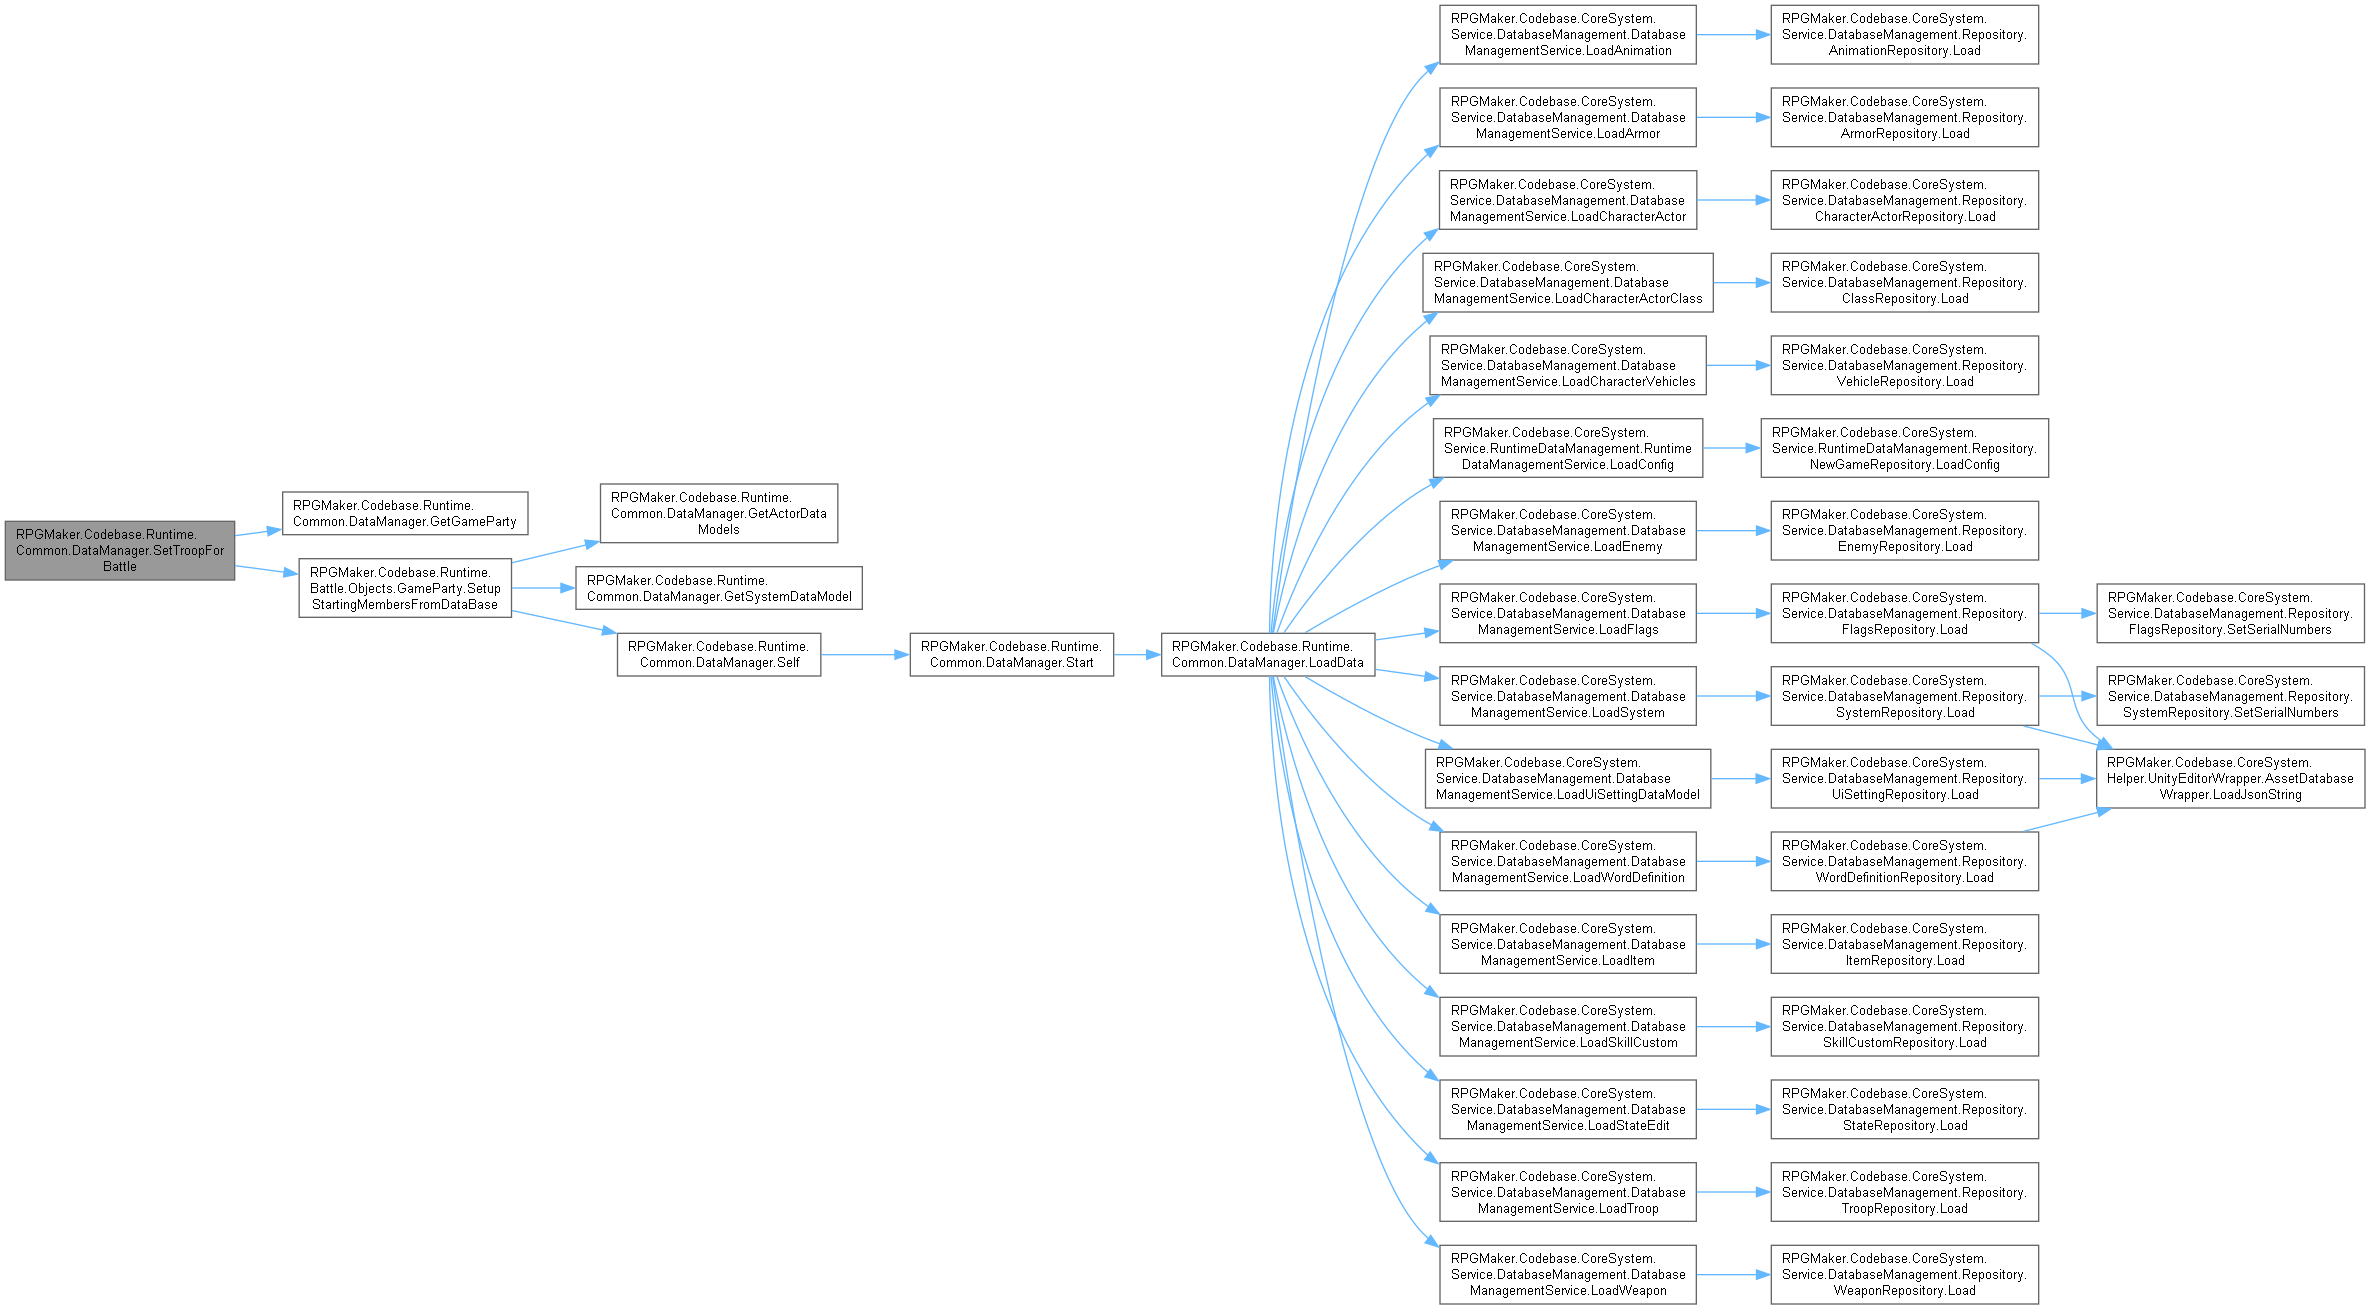 RPGMaker.Codebase.Runtime.
Common.DataManager.SetTroopFor
Battle
RPGMaker.Codebase.Runtime.
Common.DataManager.GetGameParty
RPGMaker.Codebase.Runtime.
Battle.Objects.GameParty.Setup
StartingMembersFromDataBase
RPGMaker.Codebase.Runtime.
Common.DataManager.GetActorData
Models
RPGMaker.Codebase.Runtime.
Common.DataManager.GetSystemDataModel
RPGMaker.Codebase.Runtime.
Common.DataManager.Self
RPGMaker.Codebase.Runtime.
Common.DataManager.Start
RPGMaker.Codebase.Runtime.
Common.DataManager.LoadData
RPGMaker.Codebase.CoreSystem.
Service.DatabaseManagement.Database
ManagementService.LoadAnimation
RPGMaker.Codebase.CoreSystem.
Service.DatabaseManagement.Repository.
AnimationRepository.Load
RPGMaker.Codebase.CoreSystem.
Service.DatabaseManagement.Database
ManagementService.LoadArmor
RPGMaker.Codebase.CoreSystem.
Service.DatabaseManagement.Repository.
ArmorRepository.Load
RPGMaker.Codebase.CoreSystem.
Service.DatabaseManagement.Database
ManagementService.LoadCharacterActor
RPGMaker.Codebase.CoreSystem.
Service.DatabaseManagement.Repository.
CharacterActorRepository.Load
RPGMaker.Codebase.CoreSystem.
Service.DatabaseManagement.Database
ManagementService.LoadCharacterActorClass
RPGMaker.Codebase.CoreSystem.
Service.DatabaseManagement.Repository.
ClassRepository.Load
RPGMaker.Codebase.CoreSystem.
Service.DatabaseManagement.Database
ManagementService.LoadCharacterVehicles
RPGMaker.Codebase.CoreSystem.
Service.DatabaseManagement.Repository.
VehicleRepository.Load
RPGMaker.Codebase.CoreSystem.
Service.RuntimeDataManagement.Runtime
DataManagementService.LoadConfig
RPGMaker.Codebase.CoreSystem.
Service.RuntimeDataManagement.Repository.
NewGameRepository.LoadConfig
RPGMaker.Codebase.CoreSystem.
Service.DatabaseManagement.Database
ManagementService.LoadEnemy
RPGMaker.Codebase.CoreSystem.
Service.DatabaseManagement.Repository.
EnemyRepository.Load
RPGMaker.Codebase.CoreSystem.
Service.DatabaseManagement.Database
ManagementService.LoadFlags
RPGMaker.Codebase.CoreSystem.
Service.DatabaseManagement.Repository.
FlagsRepository.Load
RPGMaker.Codebase.CoreSystem.
Service.DatabaseManagement.Repository.
FlagsRepository.SetSerialNumbers
RPGMaker.Codebase.CoreSystem.
Service.DatabaseManagement.Database
ManagementService.LoadSystem
RPGMaker.Codebase.CoreSystem.
Service.DatabaseManagement.Repository.
SystemRepository.Load
RPGMaker.Codebase.CoreSystem.
Service.DatabaseManagement.Repository.
SystemRepository.SetSerialNumbers
RPGMaker.Codebase.CoreSystem.
Service.DatabaseManagement.Database
ManagementService.LoadUiSettingDataModel
RPGMaker.Codebase.CoreSystem.
Service.DatabaseManagement.Repository.
UiSettingRepository.Load
RPGMaker.Codebase.CoreSystem.
Helper.UnityEditorWrapper.AssetDatabase
Wrapper.LoadJsonString
RPGMaker.Codebase.CoreSystem.
Service.DatabaseManagement.Database
ManagementService.LoadWordDefinition
RPGMaker.Codebase.CoreSystem.
Service.DatabaseManagement.Repository.
WordDefinitionRepository.Load
RPGMaker.Codebase.CoreSystem.
Service.DatabaseManagement.Database
ManagementService.LoadItem
RPGMaker.Codebase.CoreSystem.
Service.DatabaseManagement.Repository.
ItemRepository.Load
RPGMaker.Codebase.CoreSystem.
Service.DatabaseManagement.Database
ManagementService.LoadSkillCustom
RPGMaker.Codebase.CoreSystem.
Service.DatabaseManagement.Repository.
SkillCustomRepository.Load
RPGMaker.Codebase.CoreSystem.
Service.DatabaseManagement.Database
ManagementService.LoadStateEdit
RPGMaker.Codebase.CoreSystem.
Service.DatabaseManagement.Repository.
StateRepository.Load
RPGMaker.Codebase.CoreSystem.
Service.DatabaseManagement.Database
ManagementService.LoadTroop
RPGMaker.Codebase.CoreSystem.
Service.DatabaseManagement.Repository.
TroopRepository.Load
RPGMaker.Codebase.CoreSystem.
Service.DatabaseManagement.Database
ManagementService.LoadWeapon
RPGMaker.Codebase.CoreSystem.
Service.DatabaseManagement.Repository.
WeaponRepository.Load